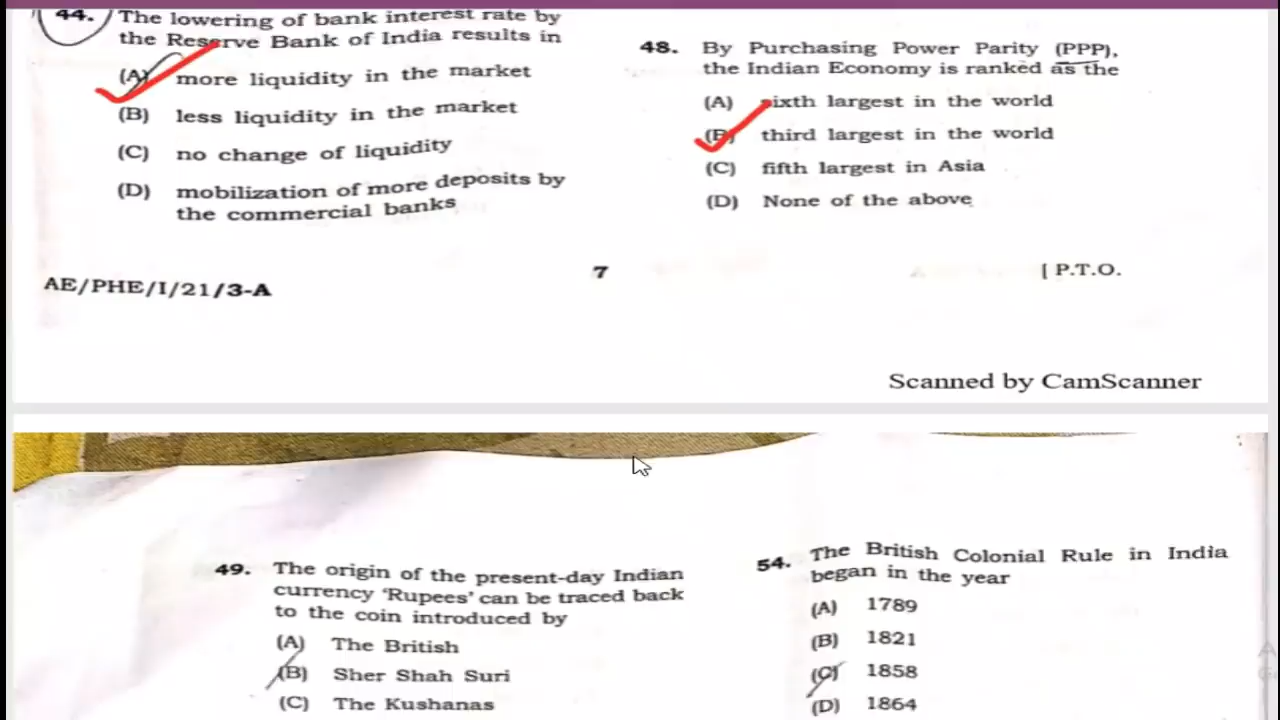 44. The lowering of bank interest rate by
the Reserve Bank of India results in
(A) more liquidity in the market
(B) less liquidity in the market
(C) no change of liquidity
(D) mobilization of more deposits by
the commercial banks
AE/PHE/I/21/3-A
7
48. By Purchasing Power Parity (PPP),
the Indian Economy is ranked as the
(A) sixth largest in the world
(B) third largest in the world
(C) fifth largest in Asia
(D) None of the above
[ P.T.O.
Scanned by CamScanner
49. The origin of the present-day Indian
currency ‘Rupees’ can be traced back
to the coin introduced by
(A) The British
(B) Sher Shah Suri
(C) The Kushanas
54. The British Colonial Rule in India
began in the year
(A) 1789
(B) 1821
(C) 1858
(D) 1864